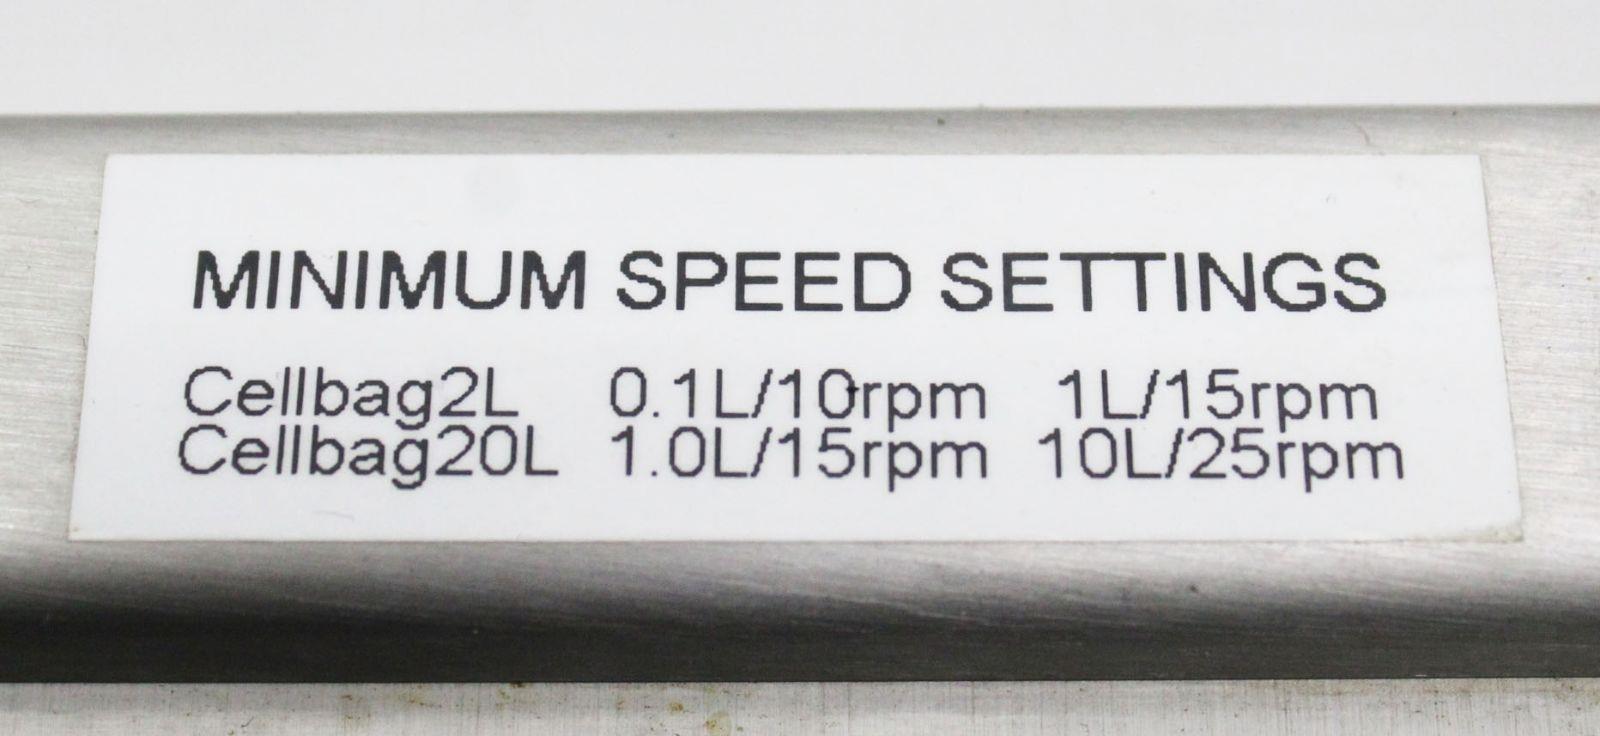 MINIMUM SPEED SETTINGS
Cellbag2L 0.1L/10rpm 1L/15rpm
Cellbag20L 1.0L/15rpm 10L/25rpm